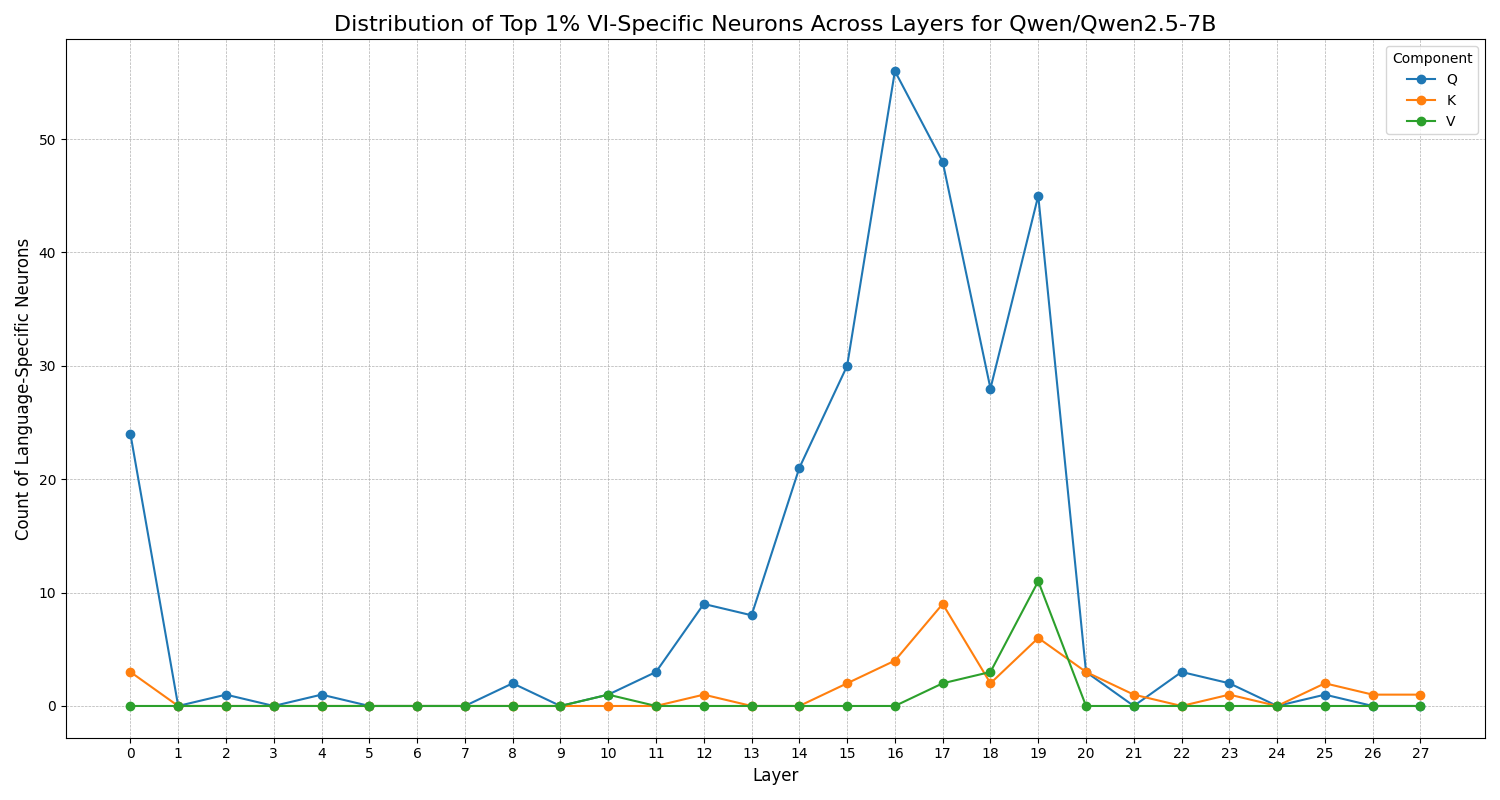 Distribution of Top 1% VI-Specific Neurons Across Layers for Qwen/Qwen2.5-7B
Component
Q
K
V
Count of Language-Specific Neurons
50
40
30
20
10
0
0 1 2 3 4 5 6 7 8 9 10 11 12 13 14 15 16 17 18 19 20 21 22 23 24 25 26 27
Layer